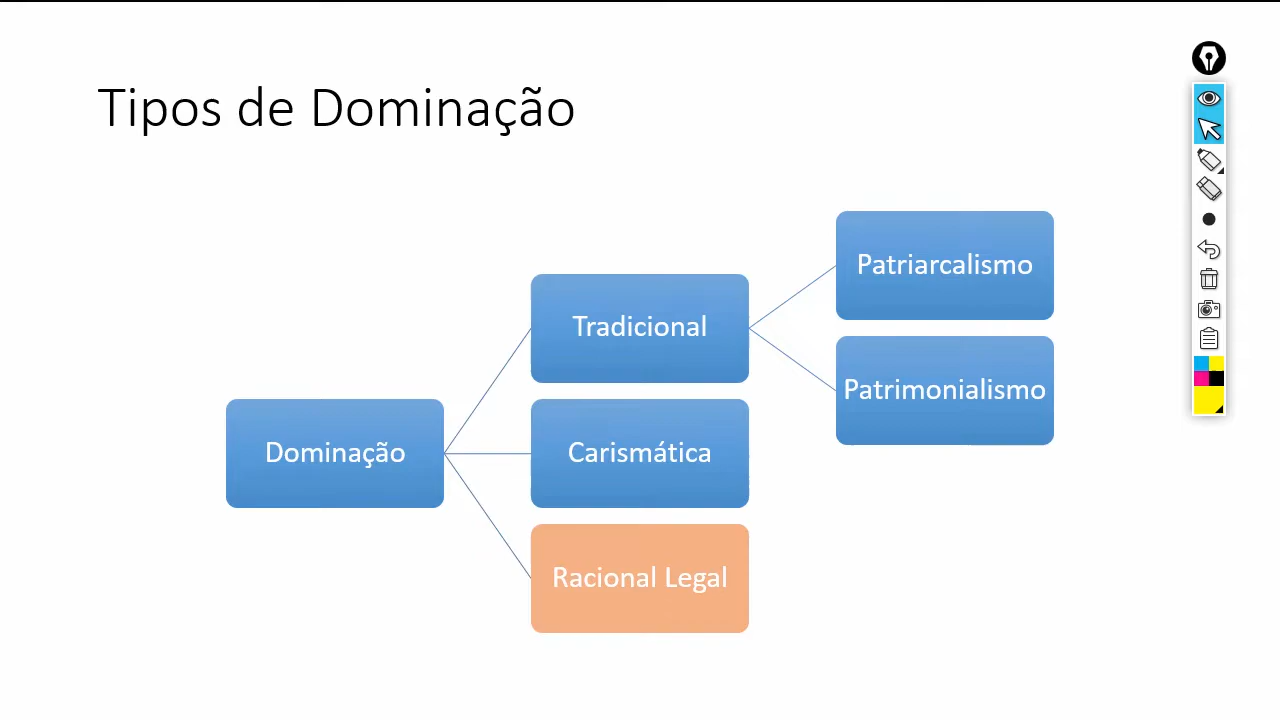 Tipos de Dominação
Patriarcalismo
Tradicional
Patrimonialismo
Dominação
Carismática
Racional Legal